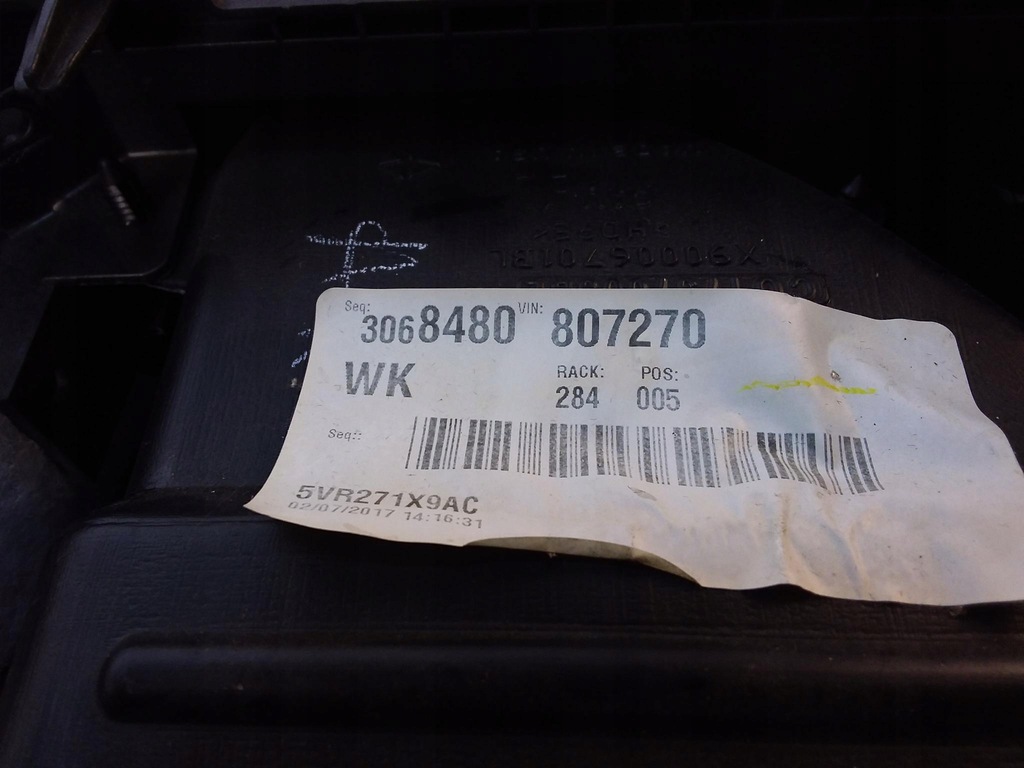 Seq: 3068480 VIN: 807270
WK RACK: POS:
284 005
Seq::
5VR271X9AC
02/07/2017 14:16:31